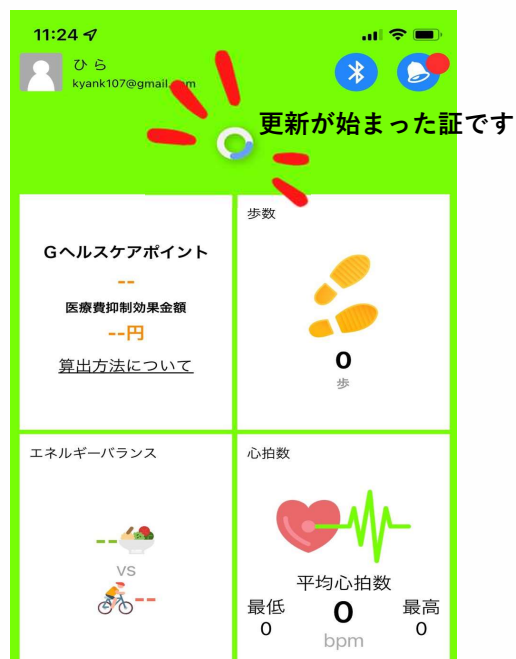 11:24
ひ ら
kyank107@gmail. m
更新が始まった証です
Gヘルスケアポイント
--
医療費抑制効果金額
--円
算出方法について
歩数
0
歩
エネルギーバランス
--
vs
--
心拍数
平均心拍数
最低
0
0
bpm
最高
0